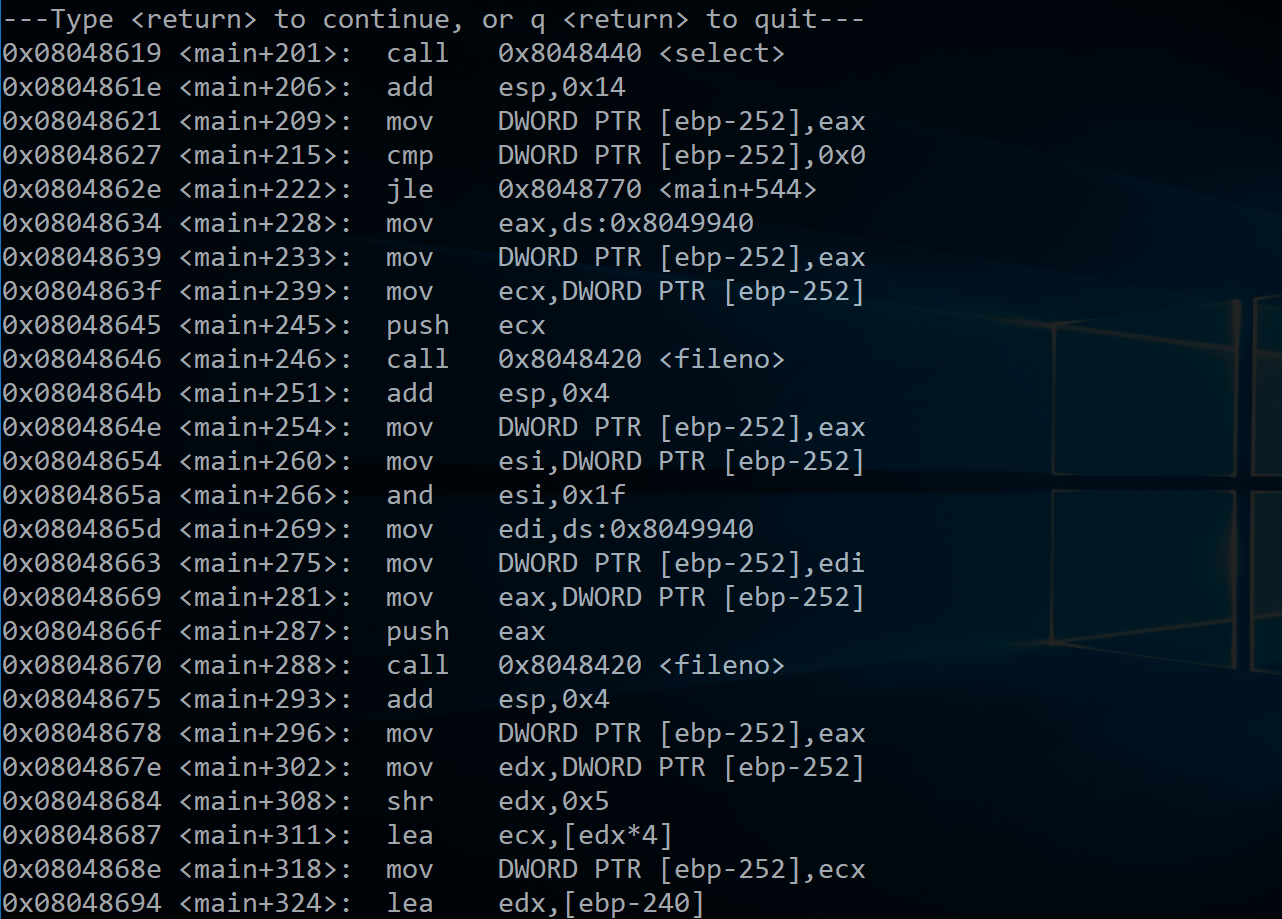 ---Type <return> to continue, or q <return> to quit---
0x08048619 <main+201>:  call   0x8048440 <select>
0x0804861e <main+206>:  add    esp,0x14
0x08048621 <main+209>:  mov    DWORD PTR [ebp-252],eax
0x08048627 <main+215>:  cmp    DWORD PTR [ebp-252],0x0
0x0804862e <main+222>:  jle    0x8048770 <main+544>
0x08048634 <main+228>:  mov    eax,ds:0x8049940
0x08048639 <main+233>:  mov    DWORD PTR [ebp-252],eax
0x0804863f <main+239>:  mov    ecx,DWORD PTR [ebp-252]
0x08048645 <main+245>:  push   ecx
0x08048646 <main+246>:  call   0x8048420 <fileno>
0x0804864b <main+251>:  add    esp,0x4
0x0804864e <main+254>:  mov    DWORD PTR [ebp-252],eax
0x08048654 <main+260>:  mov    esi,DWORD PTR [ebp-252]
0x0804865a <main+266>:  and    esi,0x1f
0x0804865d <main+269>:  mov    edi,ds:0x8049940
0x08048663 <main+275>:  mov    DWORD PTR [ebp-252],edi
0x08048669 <main+281>:  mov    eax,DWORD PTR [ebp-252]
0x0804866f <main+287>:  push   eax
0x08048670 <main+288>:  call   0x8048420 <fileno>
0x08048675 <main+293>:  add    esp,0x4
0x08048678 <main+296>:  mov    DWORD PTR [ebp-252],eax
0x0804867e <main+302>:  mov    edx,DWORD PTR [ebp-252]
0x08048684 <main+308>:  shr    edx,0x5
0x08048687 <main+311>:  lea    ecx,[edx*4]
0x0804868e <main+318>:  mov    DWORD PTR [ebp-252],ecx
0x08048694 <main+324>:  lea    edx,[ebp-240]